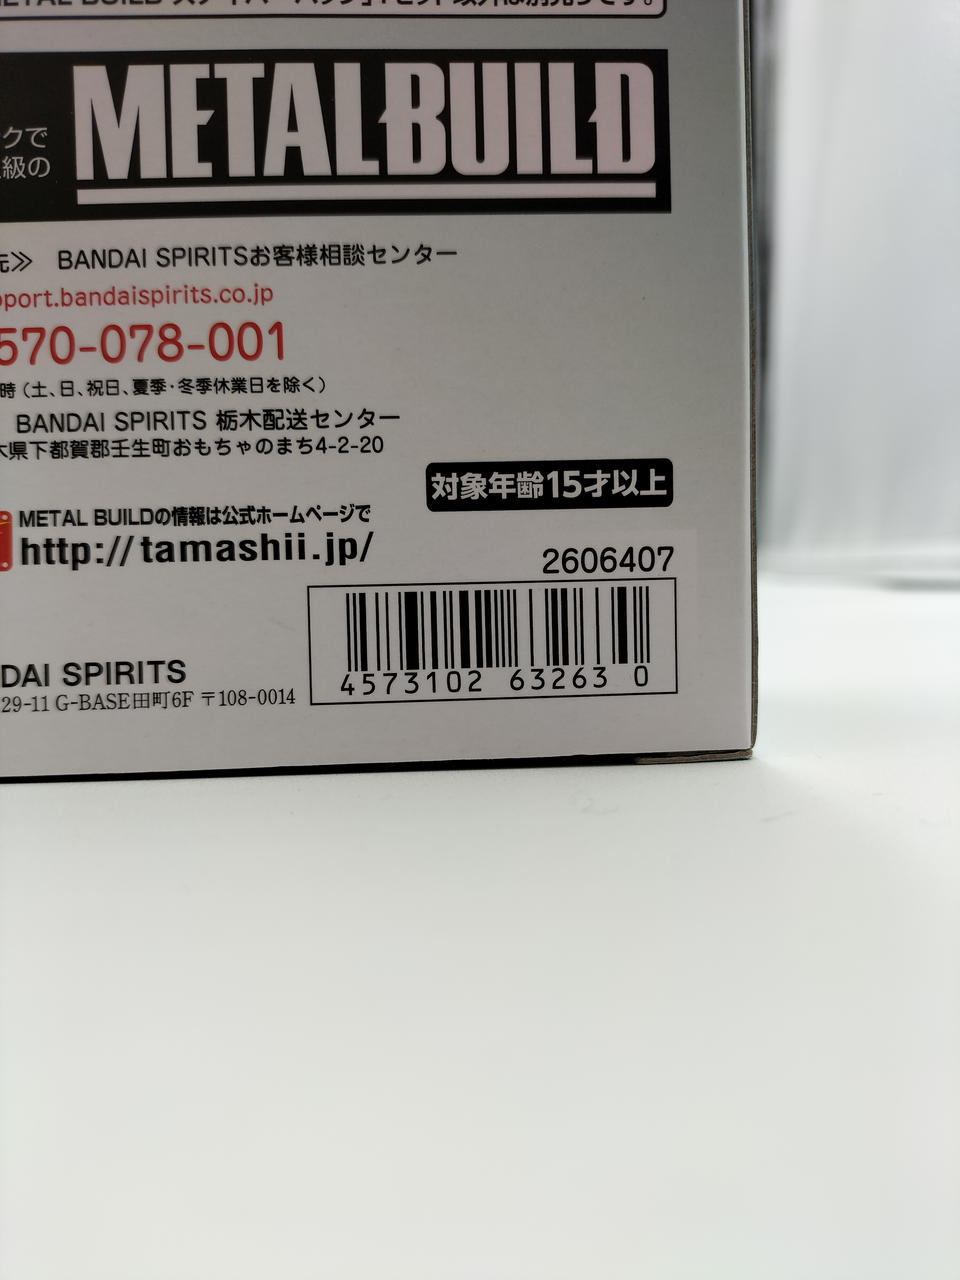 METAL BUILD
クで
級の
METALBUILD
先≫ BANDAI SPIRITSお客様相談センター
pport.bandaispirits.co.jp
570-078-001
時（土、日、祝日、夏季・冬季休業日を除く）
BANDAI SPIRITS 栃木配送センター
木県下都賀郡壬生町おもちゃのまち4-2-20
対象年齢15才以上
METAL BUILDの情報は公式ホームページで
http://tamashii.jp/
2606407
4573102 63263 0
DAI SPIRITS
29-11 G-BASE田町6F 〒108-0014